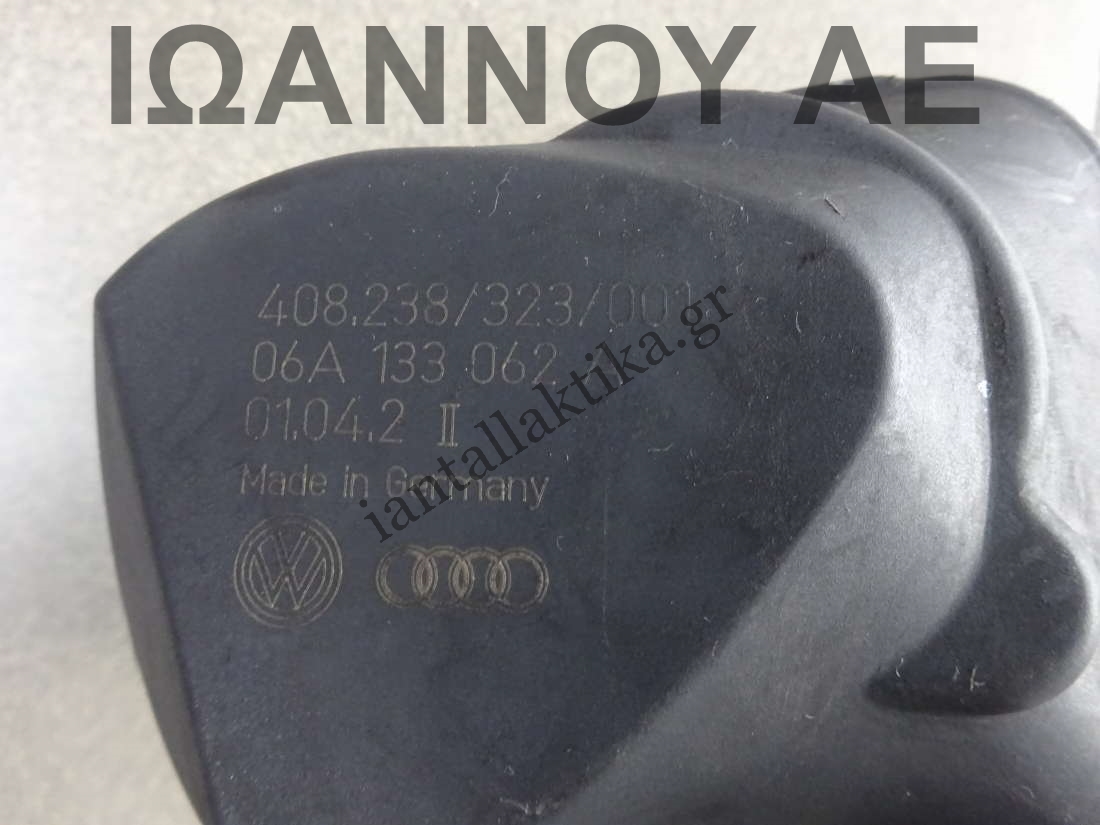 ΙΩΑΝΝΟΥ ΑΕ
408.238/323/001
06A 133 062
01.04.2 II
Made in Germany
iantallaktika.gr